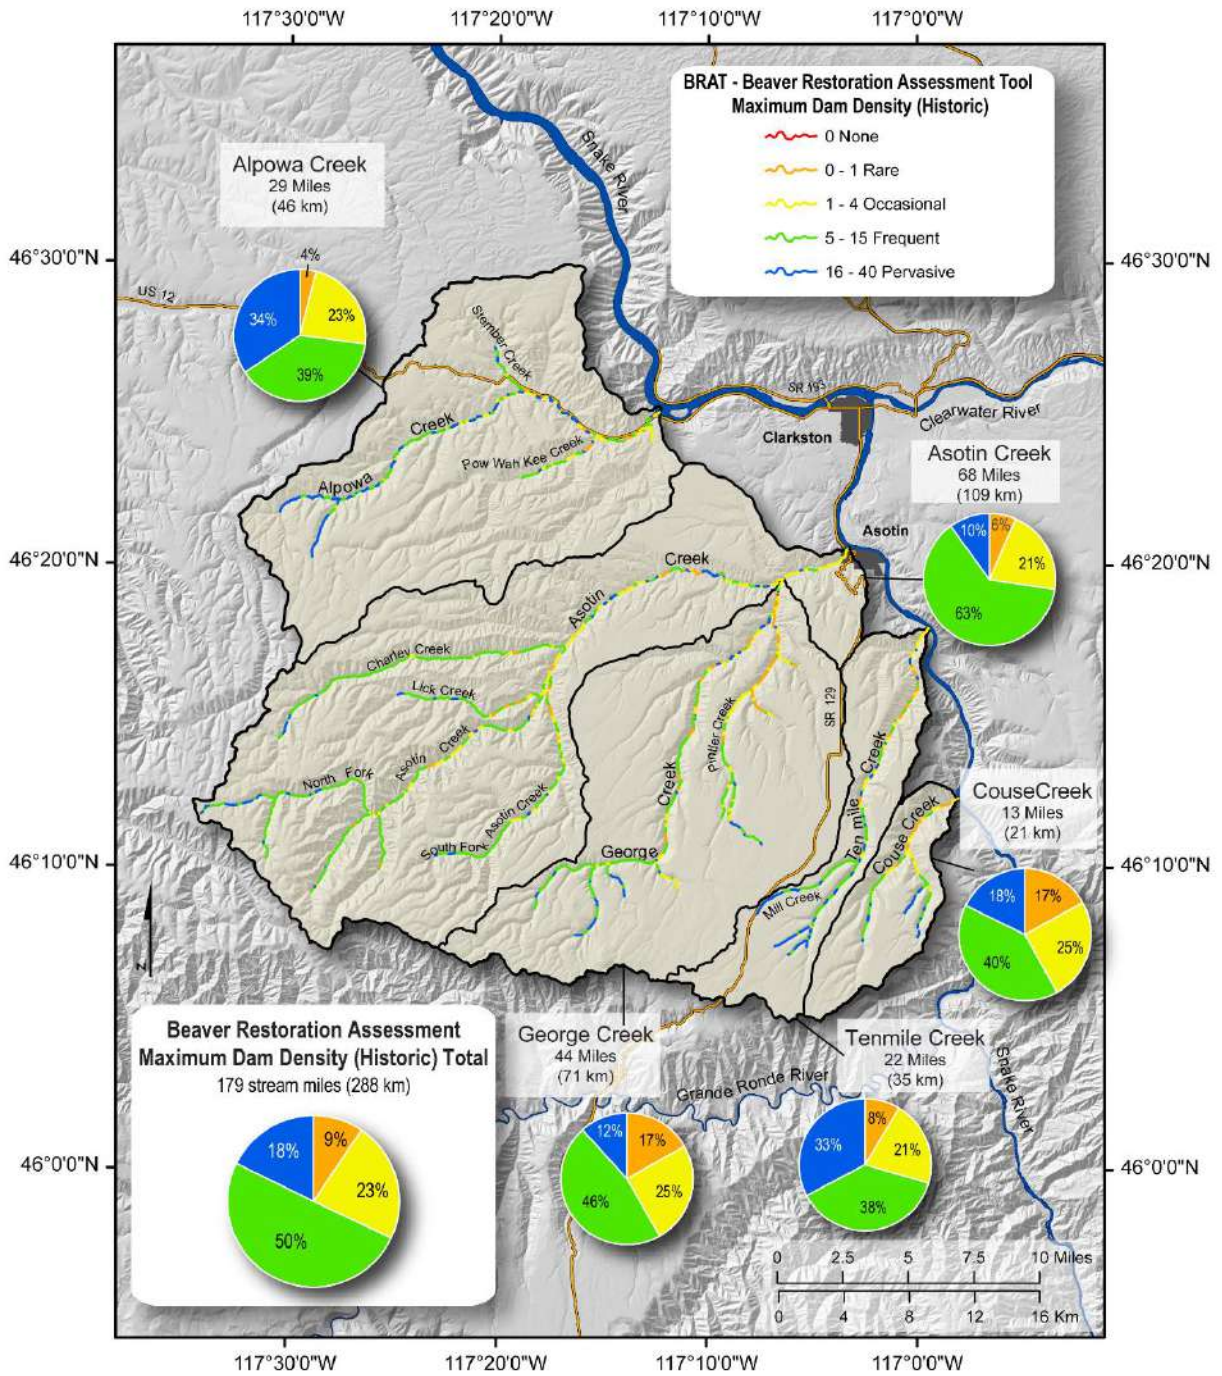 117°30'0"W 117°20'0"W 117°10'0"W 117°0'0"W
BRAT - Beaver Restoration Assessment Tool
Maximum Dam Density (Historic)
0 None
0 - 1 Rare
1 - 4 Occasional
5 - 15 Frequent
16 - 40 Pervasive
Snake River
Alpowa Creek
29 Miles
(46 km)
4%
23%
39%
34%
46°30'0"N
46°30'0"N
US 12
Stember Creek
Creek
Alpowa
Pow Wah Kee Creek
SR 193
Clearwater River
Clarkston
Asotin Creek
68 Miles
(109 km)
6%
21%
63%
10%
Asotin
46°20'0"N
46°20'0"N
Creek
Asotin
Charley Creek
Lick Creek
Asotin Creek
North Fork
Asotin Creek
South Fork
George
Creek
Pintler Creek
SR 129
Creek
Ten mile
Mill Creek
Couse Creek
CouseCreek
13 Miles
(21 km)
17%
25%
40%
18%
46°10'0"N
46°10'0"N
N
Beaver Restoration Assessment
Maximum Dam Density (Historic) Total
179 stream miles (288 km)
9%
23%
50%
18%
George Creek
44 Miles
(71 km)
17%
25%
46%
12%
Tenmile Creek
22 Miles
(35 km)
8%
21%
38%
33%
Grande Ronde River
Snake River
46°0'0"N
46°0'0"N
0 2.5 5 7.5 10 Miles
0 4 8 12 16 Km
117°30'0"W 117°20'0"W 117°10'0"W 117°0'0"W